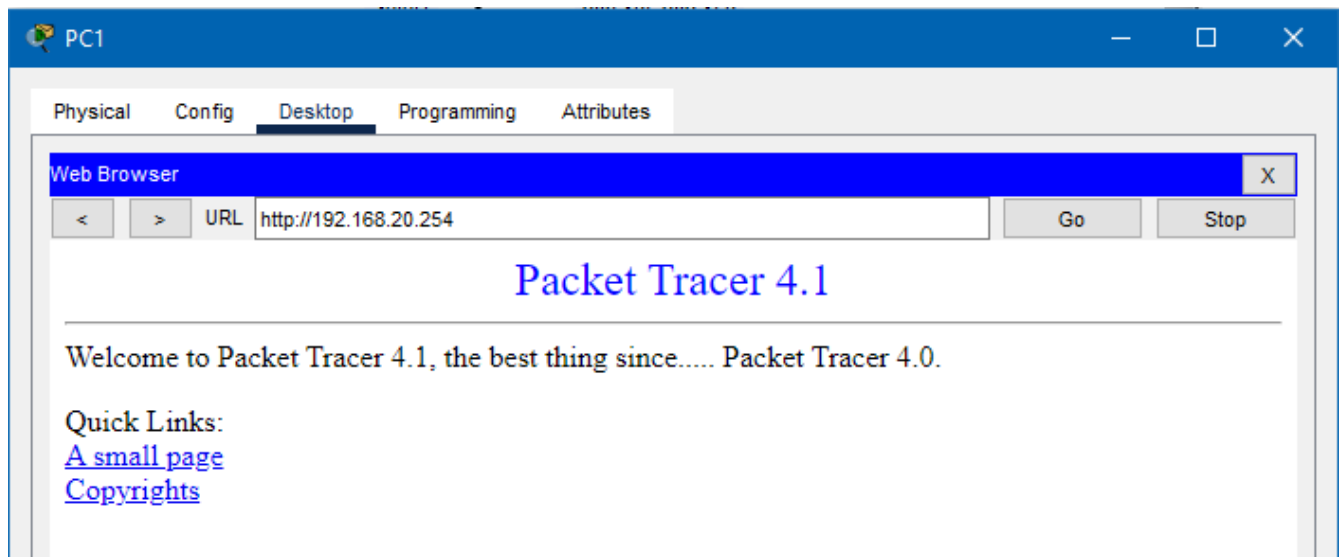 PC1
Physical Config Desktop Programming Attributes
Web Browser X
< > URL http://192.168.20.254 Go Stop
Packet Tracer 4.1
Welcome to Packet Tracer 4.1, the best thing since..... Packet Tracer 4.0.
Quick Links:
A small page
Copyrights